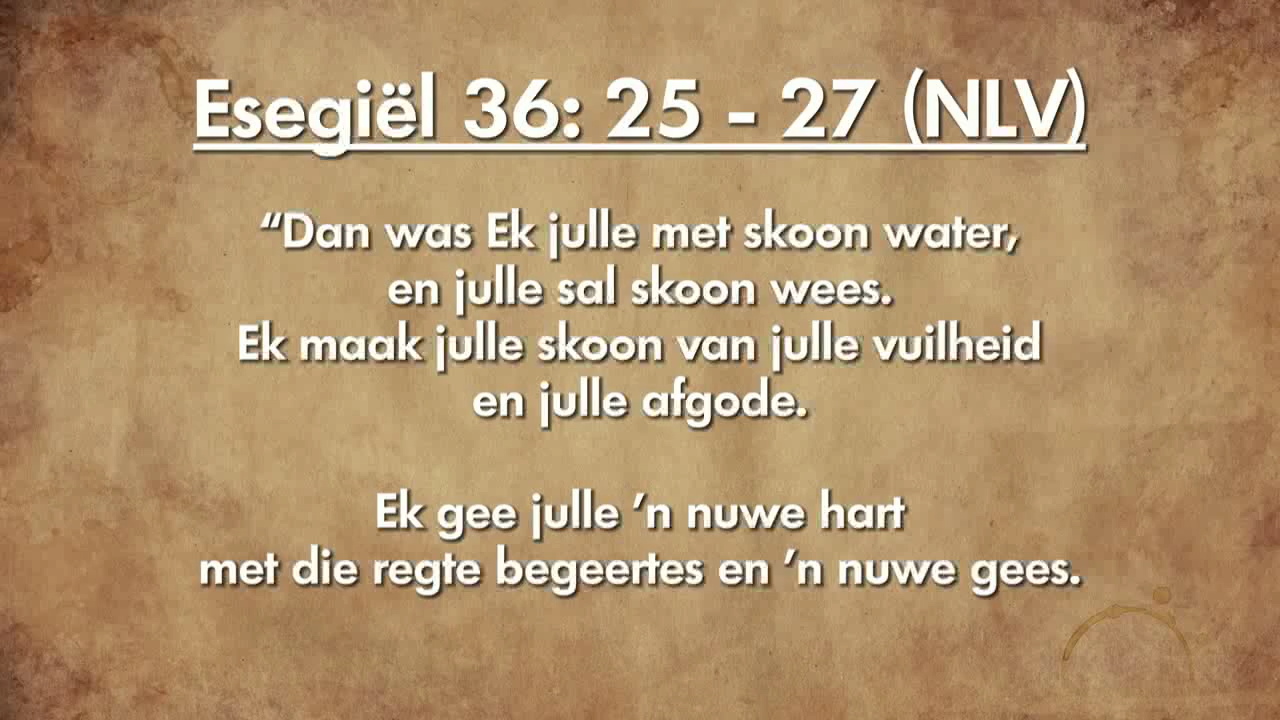 Esegiël 36: 25 - 27 (NLV)
“Dan was Ek julle met skoon water,
en julle sal skoon wees.
Ek maak julle skoon van julle vuilheid
en julle afgode.
Ek gee julle ’n nuwe hart
met die regte begeertes en ’n nuwe gees.